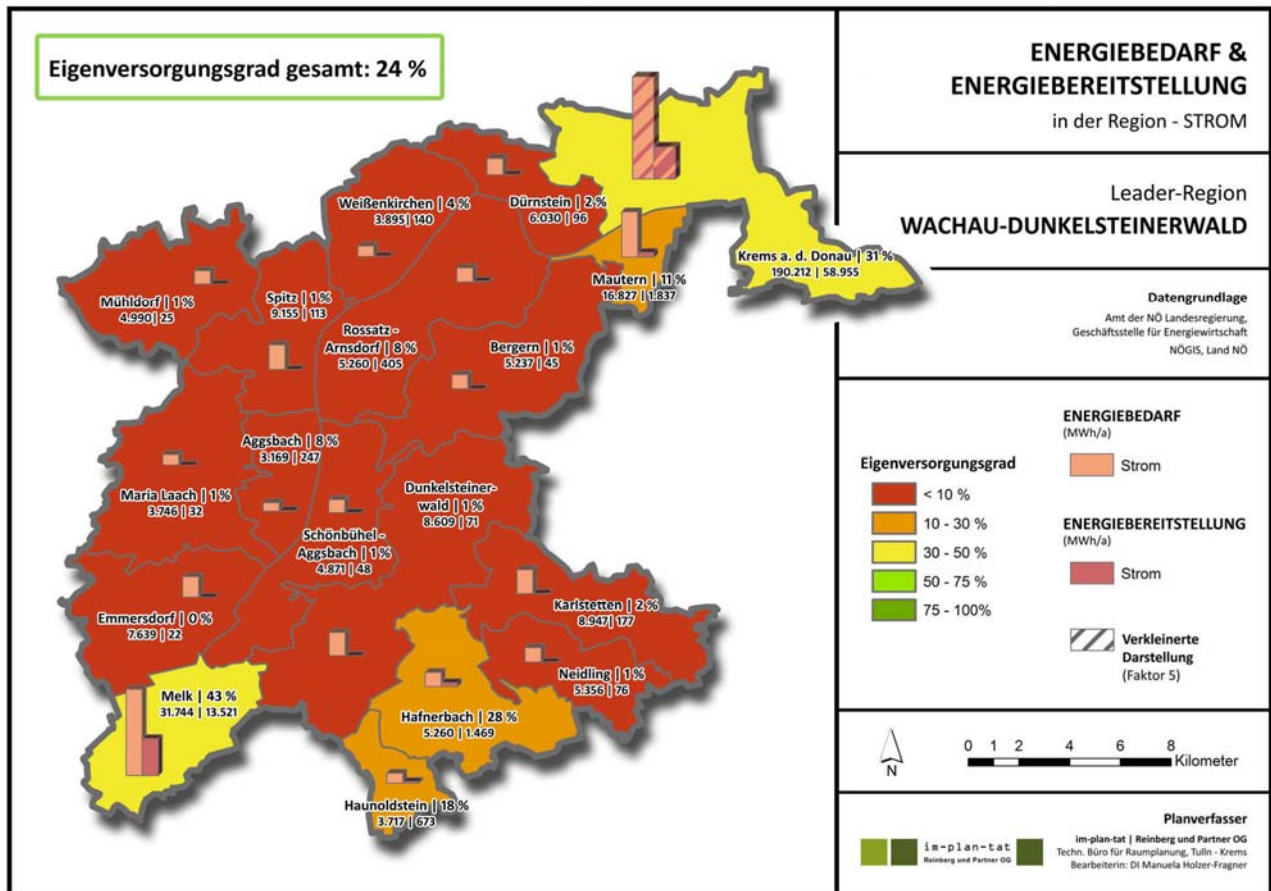 Eigenversorgungsgrad gesamt: 24 %
Weißenkirchen | 4 %
3.895| 140
Dürnstein | 2 %
6.030 | 96
Krems a. d. Donau | 31 %
190.212 | 58.955
Mautern | 11 %
16.827 | 1.837
Mühldorf | 1 %
4.990| 25
Spitz | 1 %
9.155 | 113
Rossatz -
Arnsdorf | 8 %
5.260 | 405
Bergern | 1 %
5.237 | 45
Aggsbach | 8 %
3.169 | 247
Maria Laach | 1 %
3.746 | 32
Dunkelsteiner-
wald | 1 %
8.609 | 71
Schönbühel -
Aggsbach | 1 %
4.871 | 48
Emmersdorf | 0 %
7.639 | 22
Karlstetten | 2 %
8.947| 177
Neidling | 1 %
5.356 | 76
Melk | 43 %
31.744 | 13.521
Hafnerbach | 28 %
5.260 | 1.469
Haunoldstein | 18 %
3.717 | 673
ENERGIEBEDARF &
ENERGIEBEREITSTELLUNG
in der Region - STROM
Leader-Region
WACHAU-DUNKELSTEINERWALD
Datengrundlage
Amt der NÖ Landesregierung,
Geschäftsstelle für Energiewirtschaft
NÖGIS, Land NÖ
Eigenversorgungsgrad
< 10 %
10 - 30 %
30 - 50 %
50 - 75 %
75 - 100%
ENERGIEBEDARF
(MWh/a)
Strom
ENERGIEBEREITSTELLUNG
(MWh/a)
Strom
Verkleinerte
Darstellung
(Faktor 5)
N
0 1 2 4 6 8
Kilometer
Planverfasser
im-plan-tat
Reinberg und Partner OG
im-plan-tat | Reinberg und Partner OG
Techn. Büro für Raumplanung, Tulln - Krems
Bearbeiterin: DI Manuela Holzer-Fragner